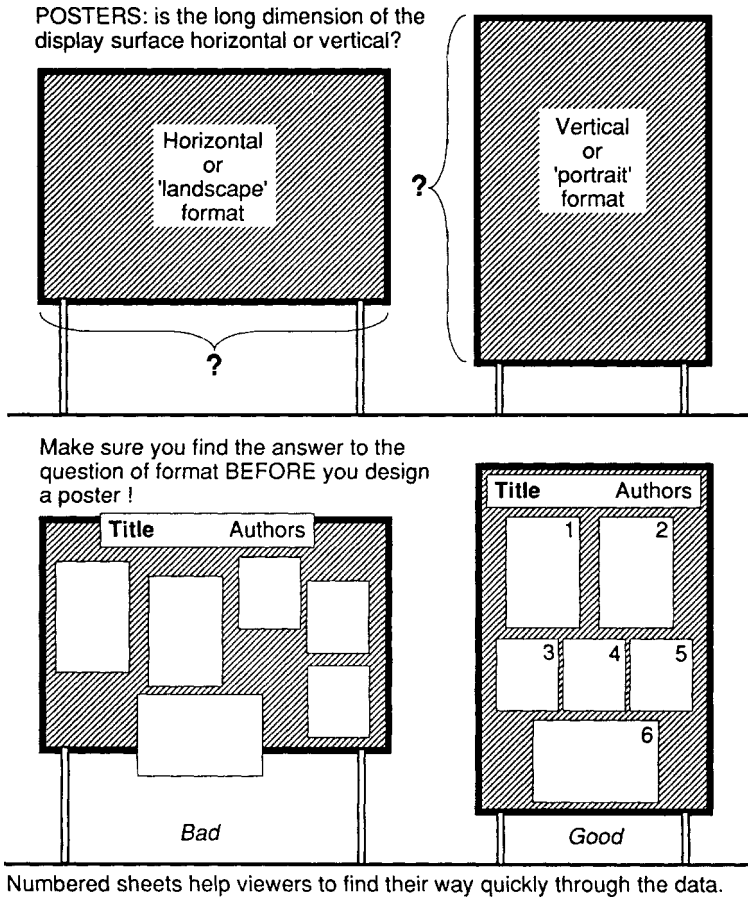 POSTERS: is the long dimension of the
display surface horizontal or vertical?
Horizontal
or
'landscape'
format
?
Vertical
or
'portrait'
format
?
Make sure you find the answer to the
question of format BEFORE you design
a poster !
Title Authors
Bad
Title Authors
1 2
3 4 5
6
Good
Numbered sheets help viewers to find their way quickly through the data.